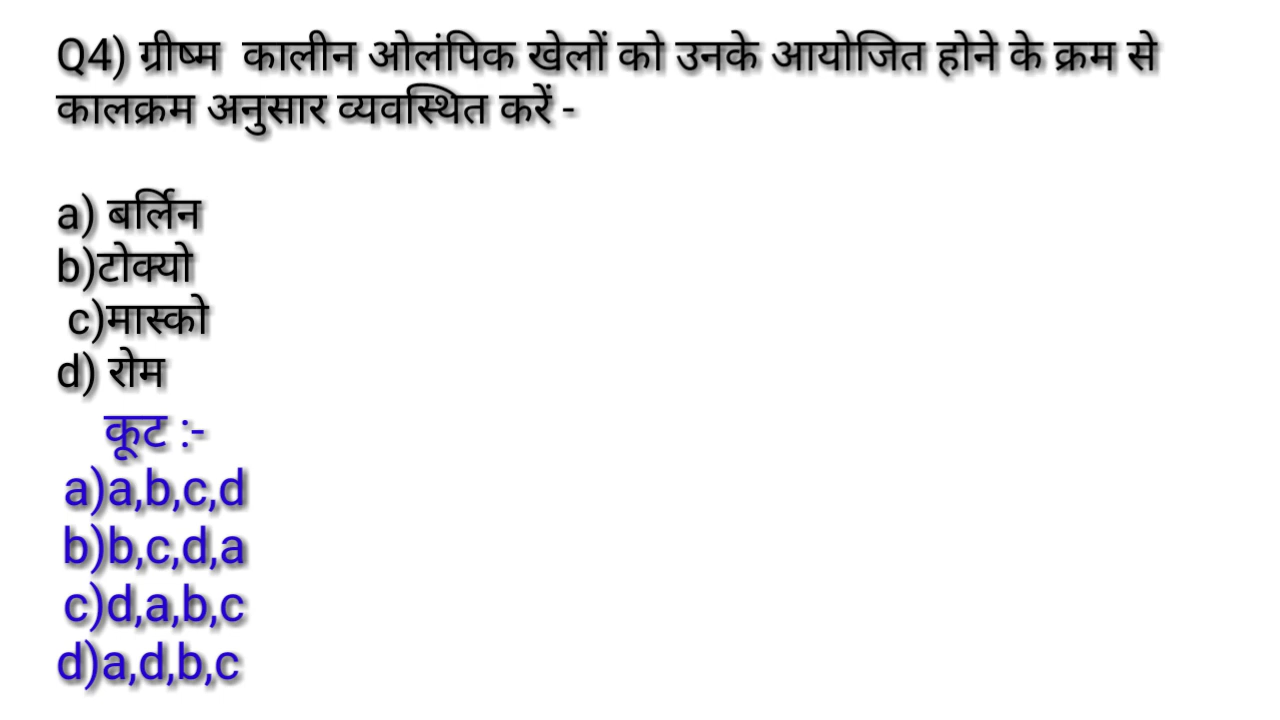 Q4) ग्रीष्म कालीन ओलंपिक खेलों को उनके आयोजित होने के क्रम से
कालक्रम अनुसार व्यवस्थित करें -
a) बर्लिन
b)टोक्यो
c)मास्को
d) रोम
कूट :-
a)a,b,c,d
b)b,c,d,a
c)d,a,b,c
d)a,d,b,c